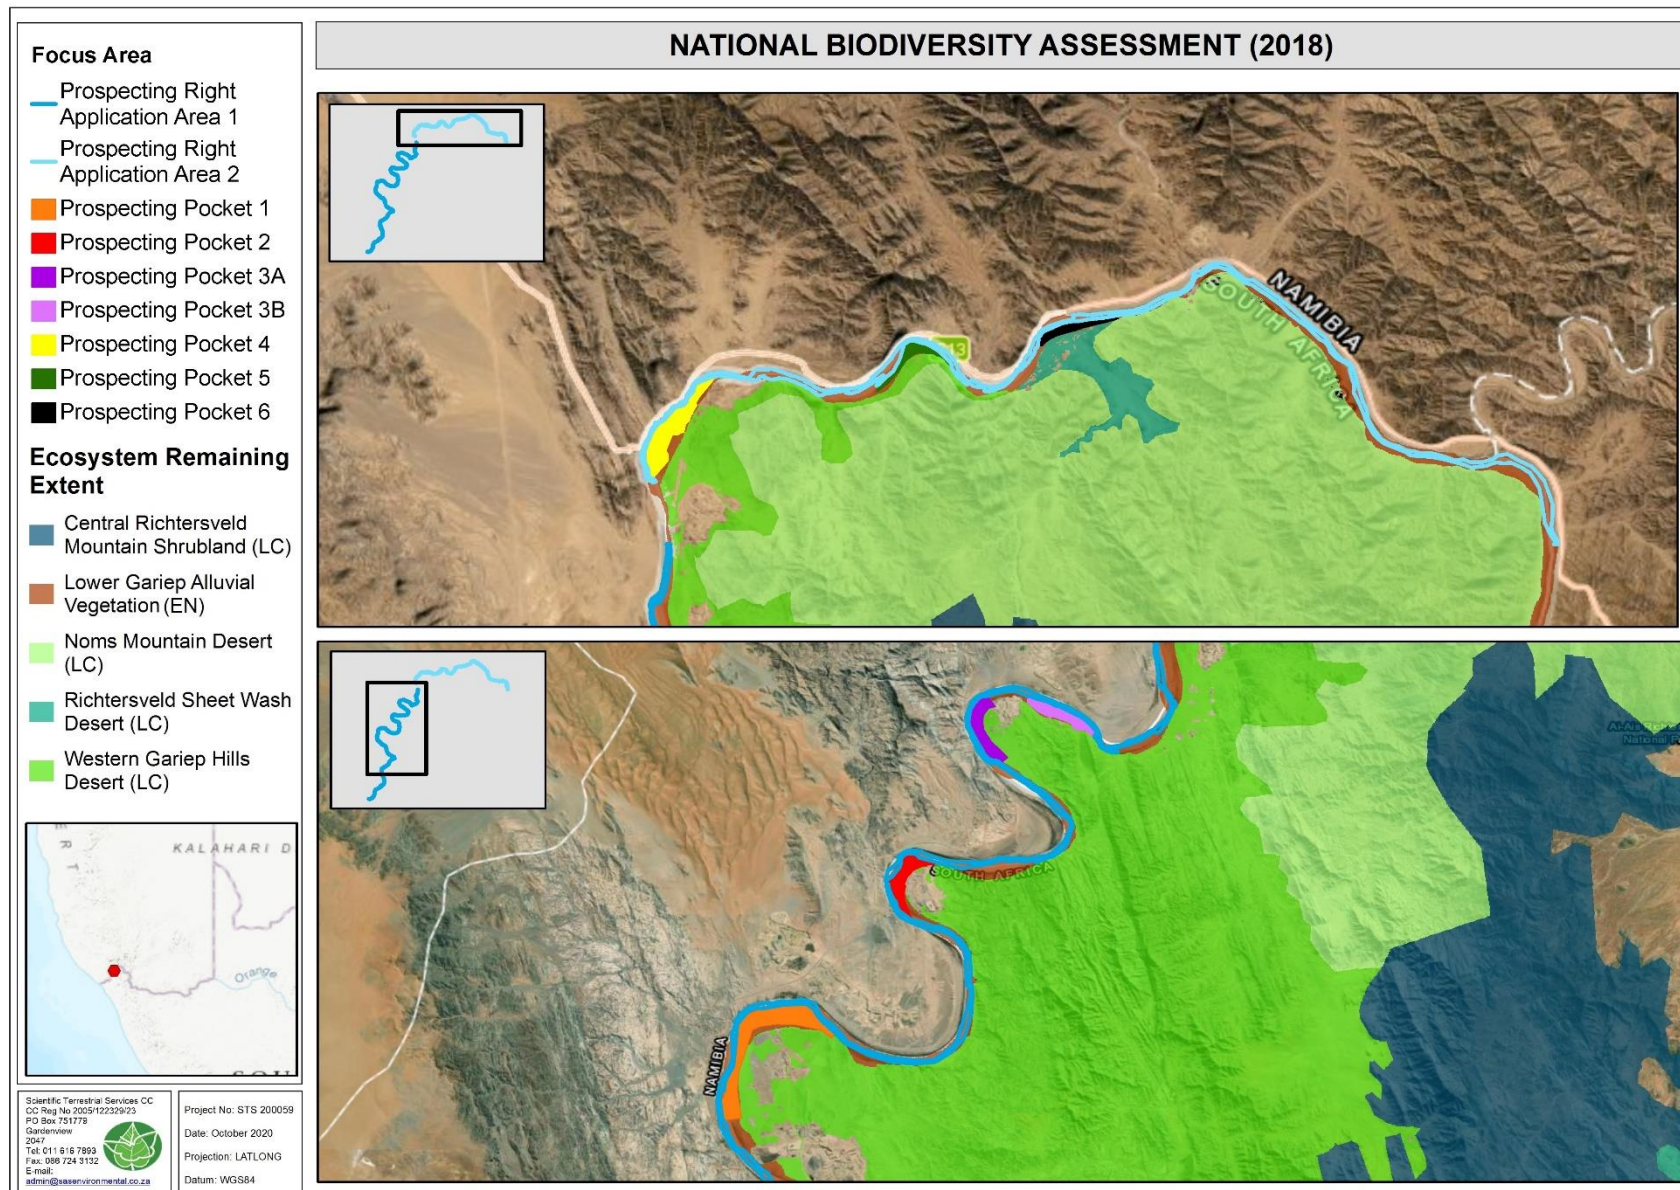 NATIONAL BIODIVERSITY ASSESSMENT (2018)
Focus Area
Prospecting Right
Application Area 1
Prospecting Right
Application Area 2
Prospecting Pocket 1
Prospecting Pocket 2
Prospecting Pocket 3A
Prospecting Pocket 3B
Prospecting Pocket 4
Prospecting Pocket 5
Prospecting Pocket 6
Ecosystem Remaining
Extent
Central Richtersveld
Mountain Shrubland (LC)
Lower Gariep Alluvial
Vegetation (EN)
Noms Mountain Desert
(LC)
Richtersveld Sheet Wash
Desert (LC)
Western Gariep Hills
Desert (LC)
KALAHARI D
E R T
Orange
SOU
Scientific Terrestrial Services CC
CC Reg No 2005/122329/23
PO Box 751779
Gardenview
2047
Tel: 011 616 7893
Fax: 086 724 3132
E-mail:
admin@sasenvironmental.co.za
Project No: STS 200059
Date: October 2020
Projection: LATLONG
Datum: WGS84
13
NAMIBIA
SOUTH AFRICA
National P
SOUTH AFRICA
NAMIBIA